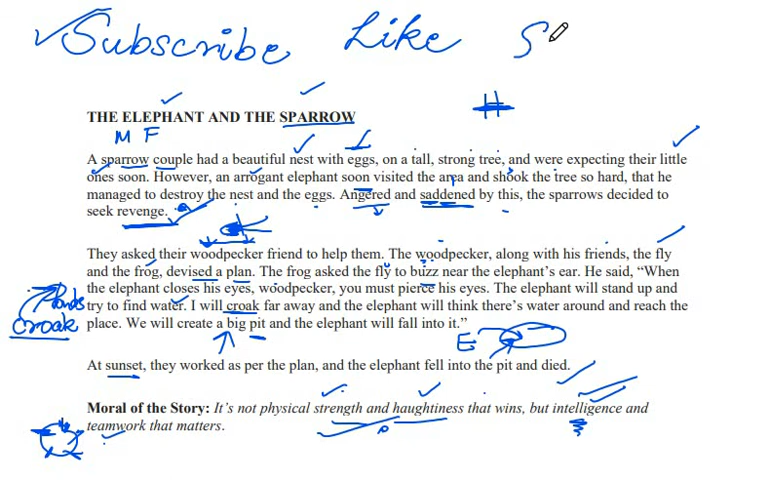 Subscribe Like S
THE ELEPHANT AND THE SPARROW
M F
A sparrow couple had a beautiful nest with eggs, on a tall, strong tree, and were expecting their little
ones soon. However, an arrogant elephant soon visited the area and shook the tree so hard, that he
managed to destroy the nest and the eggs. Angered and saddened by this, the sparrows decided to
seek revenge.
They asked their woodpecker friend to help them. The woodpecker, along with his friends, the fly
and the frog, devised a plan. The frog asked the fly to buzz near the elephant's ear. He said, “When
the elephant closes his eyes, woodpecker, you must pierce his eyes. The elephant will stand up and
try to find water. I will croak far away and the elephant will think there's water around and reach the
croak
place. We will create a big pit and the elephant will fall into it.”
E
At sunset, they worked as per the plan, and the elephant fell into the pit and died.
Moral of the Story: It's not physical strength and haughtiness that wins, but intelligence and
teamwork that matters.